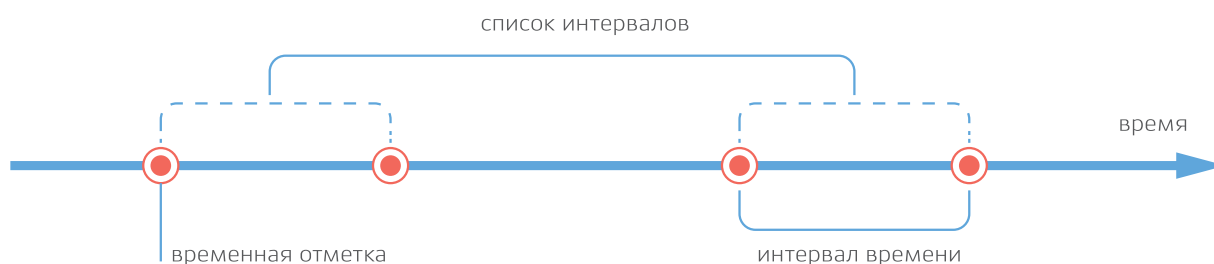 список интервалов
время
временная отметка
интервал времени